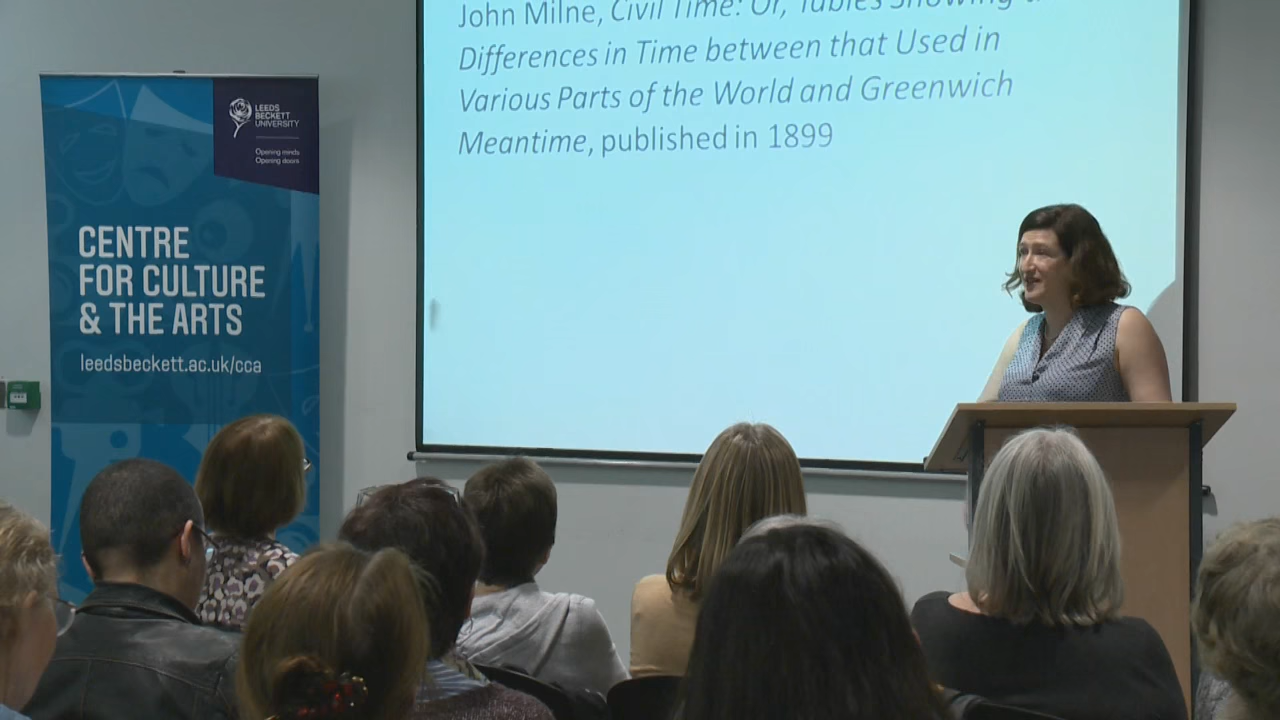 John Milne, Civil Time: Or, Tables Showing
Differences in Time between that Used in
Various Parts of the World and Greenwich
Meantime, published in 1899
LEEDS
BECKETT
UNIVERSITY
Opening minds
Opening doors
CENTRE
FOR CULTURE
& THE ARTS
leedsbeckett.ac.uk/cca